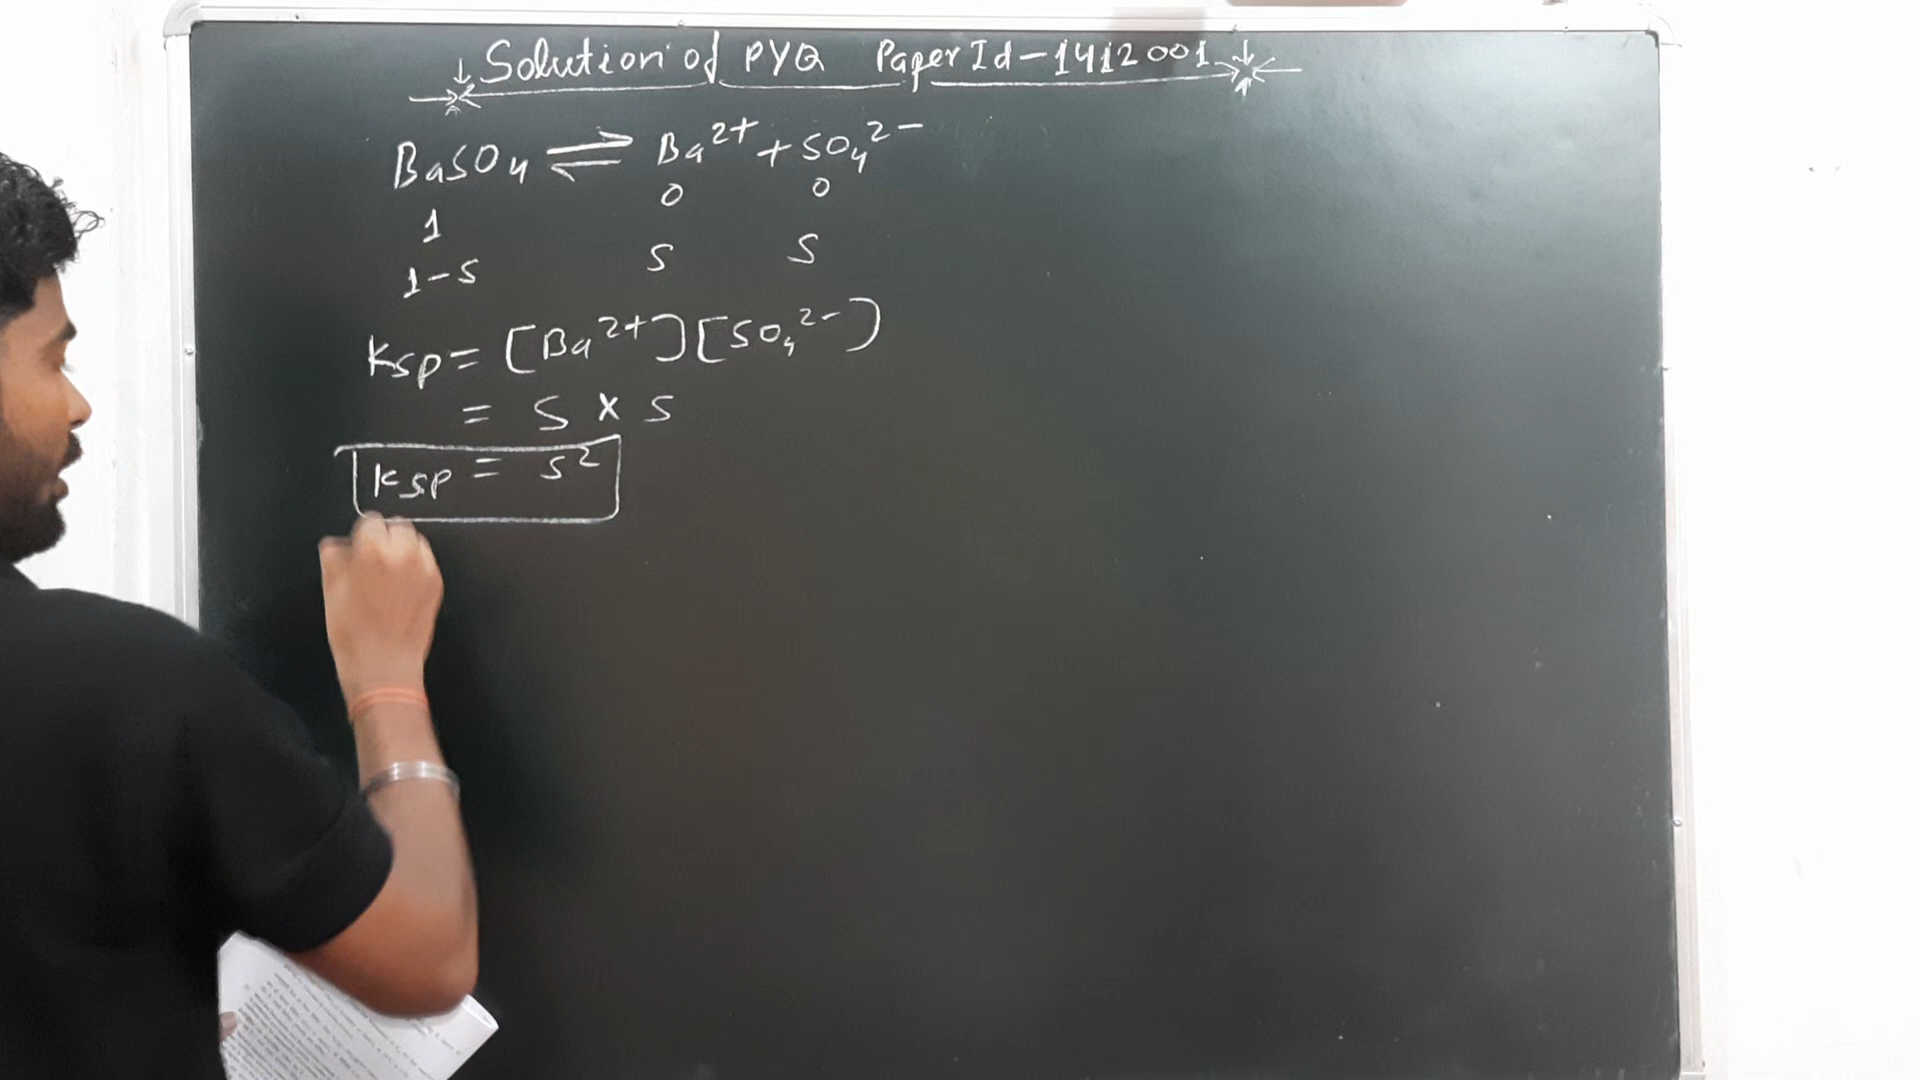 Solution of PYQ Paper Id-1412001
BaSO₄ ⇌ Ba²⁺ + SO₄²⁻
1 0 0
1-S S S
Ksp = [Ba²⁺][SO₄²⁻]
= S × S
Ksp = S²